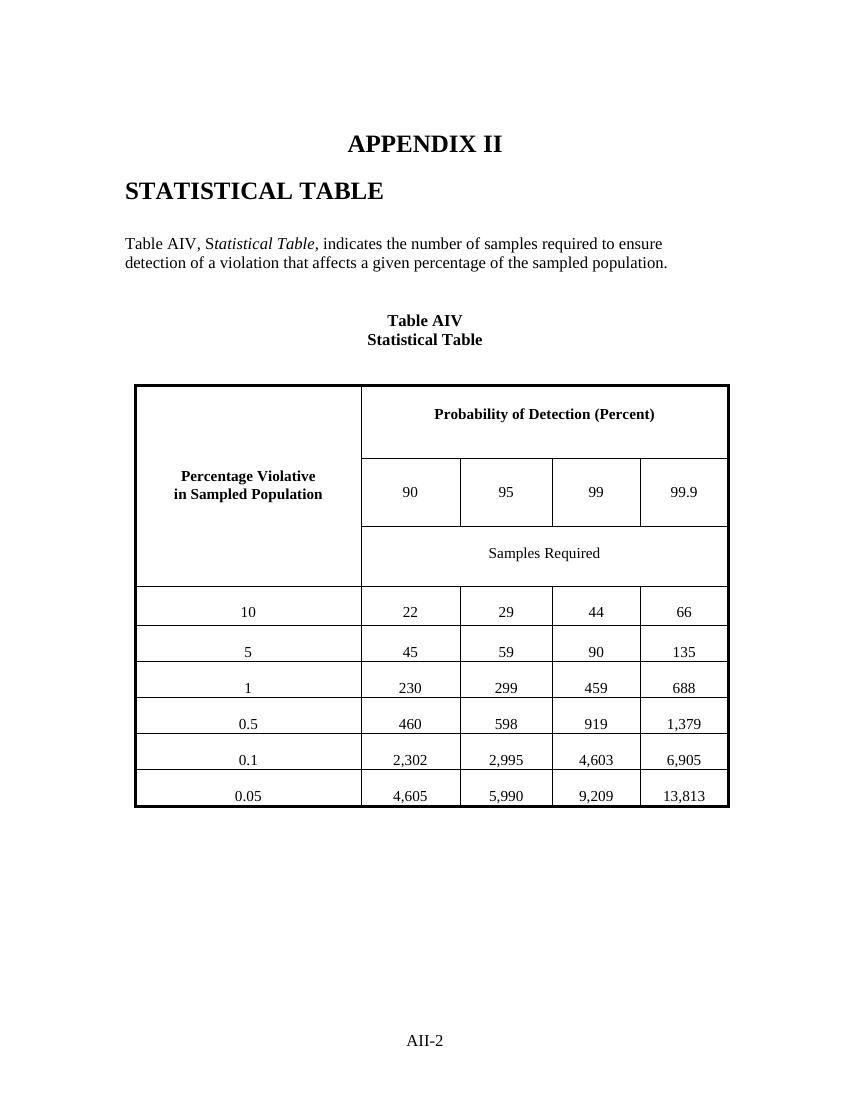 APPENDIX II
STATISTICAL TABLE
Table AIV, Statistical Table, indicates the number of samples required to ensure
detection of a violation that affects a given percentage of the sampled population.
Table AIV
Statistical Table
Percentage Violative
in Sampled Population
Probability of Detection (Percent)
90 95 99 99.9
Samples Required
10 22 29 44 66
5 45 59 90 135
1 230 299 459 688
0.5 460 598 919 1,379
0.1 2,302 2,995 4,603 6,905
0.05 4,605 5,990 9,209 13,813
AII-2